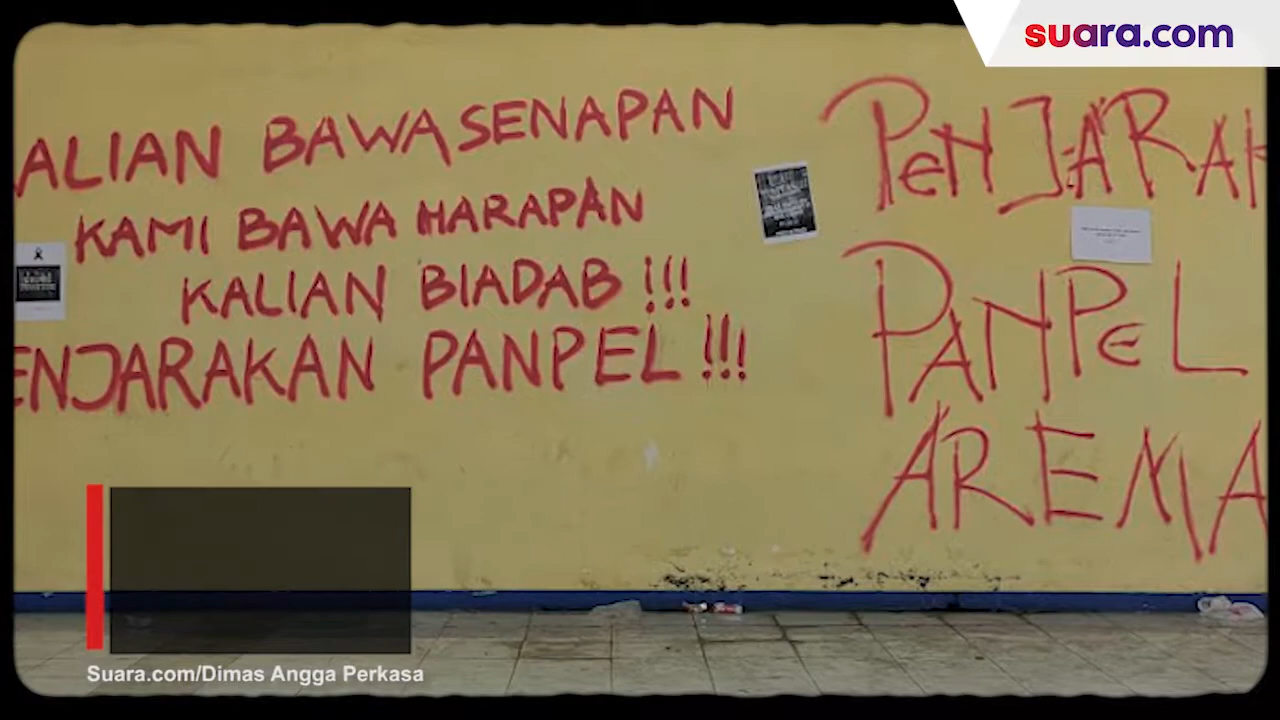 suara.com
ALIAN BAWA SENAPAN
KAMI BAWA HARAPAN
KALIAN BIADAB !!!
ENJARAKAN PANPEL !!!
PENJARAK
PANPEL
AREMA
Suara.com/Dimas Angga Perkasa